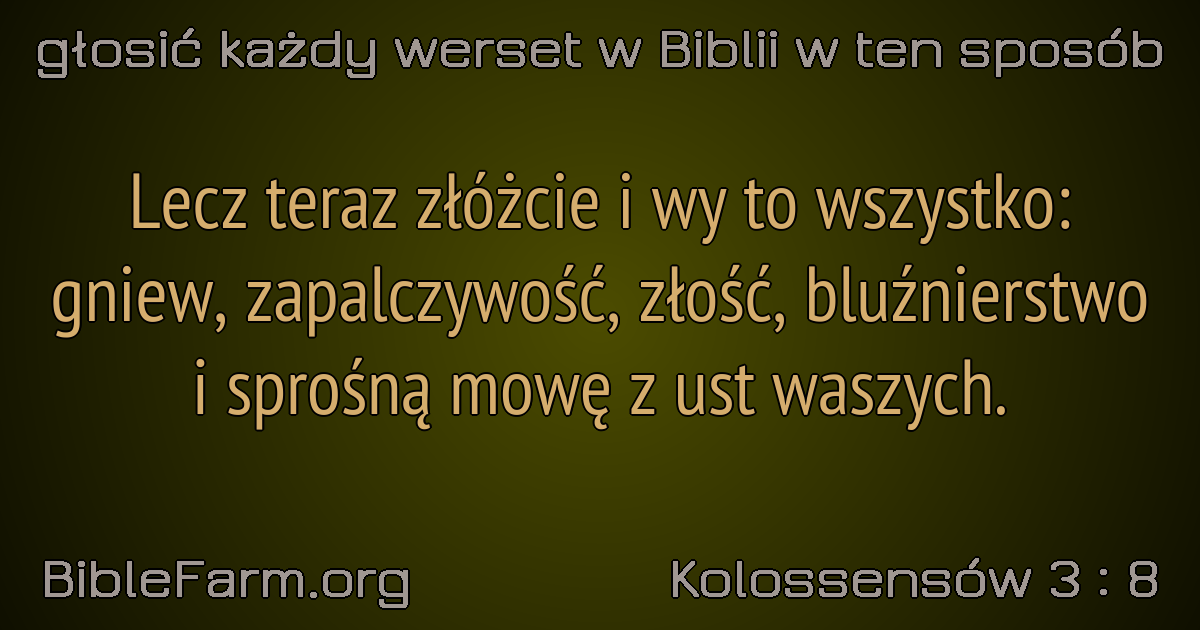 głosić każdy werset w Biblii w ten sposób
Lecz teraz złóżcie i wy to wszystko:
gniew, zapalczywość, złość, bluźnierstwo
i sprośną mowę z ust waszych.
BibleFarm.org
Kolossensów 3 : 8